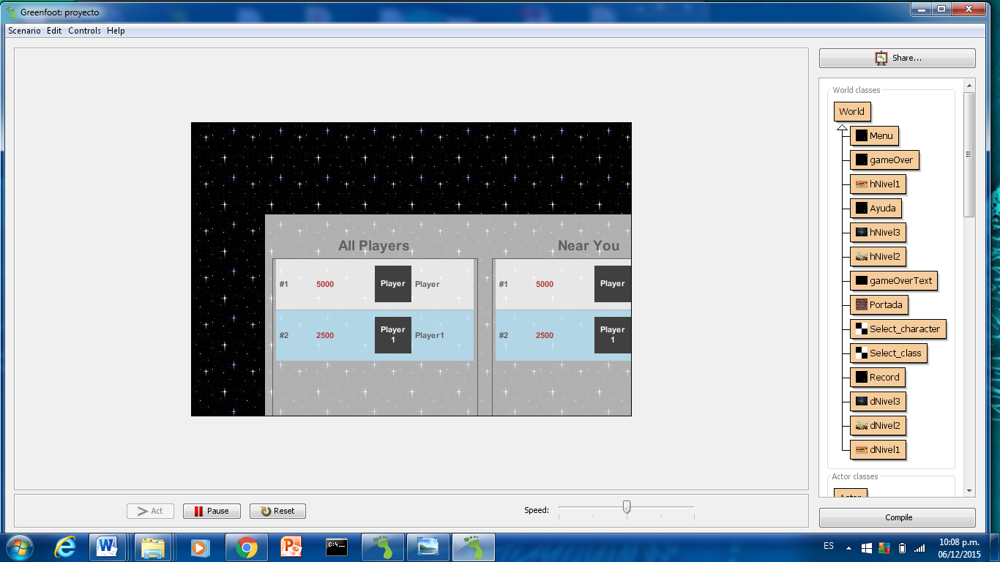 Greenfoot: proyecto
Scenario Edit Controls Help
Share...
World classes
World
Menu
gameOver
hNivel1
Ayuda
hNivel3
hNivel2
gameOverText
Portada
Select_character
Select_class
Record
dNivel3
dNivel2
dNivel1
Actor classes
Actor
Compile
All Players Near You
#1 5000 Player Player #1 5000 Player
#2 2500 Player 1 Player1 #2 2500 Player 1
Act Pause Reset Speed:
ES 10:08 p.m.
06/12/2015